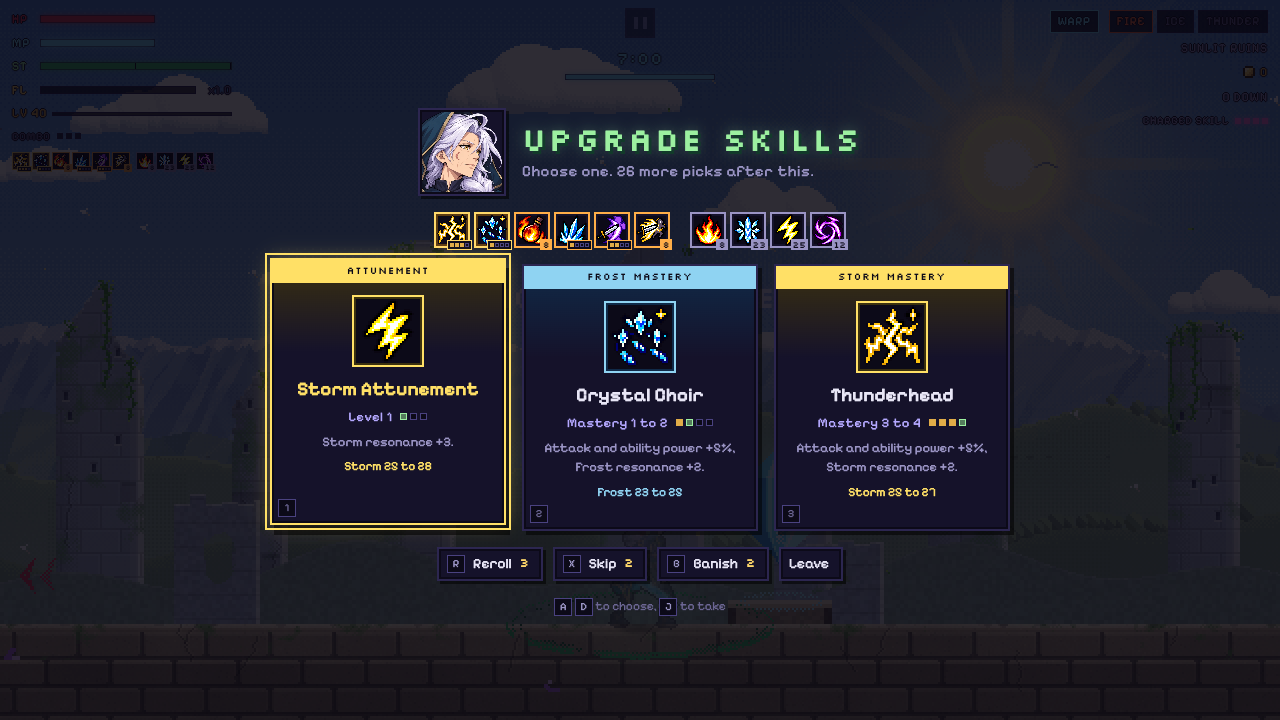 HP
MP
ST
FL x1.0
LV 40
7:00
WARP FIRE ICE THUNDER
SUNLIT RUINS
0
0 DOWN
CHARGED SKILL
UPGRADE SKILLS
Choose one. 26 more picks after this.
8 8 8 23 25 12
ATTUNEMENT
Storm Attunement
Level 1
Storm resonance +3.
Storm 25 to 28
1
FROST MASTERY
Crystal Choir
Mastery 1 to 2
Attack and ability power +5%,
Frost resonance +2.
Frost 23 to 25
2
STORM MASTERY
Thunderhead
Mastery 3 to 4
Attack and ability power +5%,
Storm resonance +2.
Storm 25 to 27
3
R Reroll 3
X Skip 2
B Banish 2
Leave
A D to choose, J to take